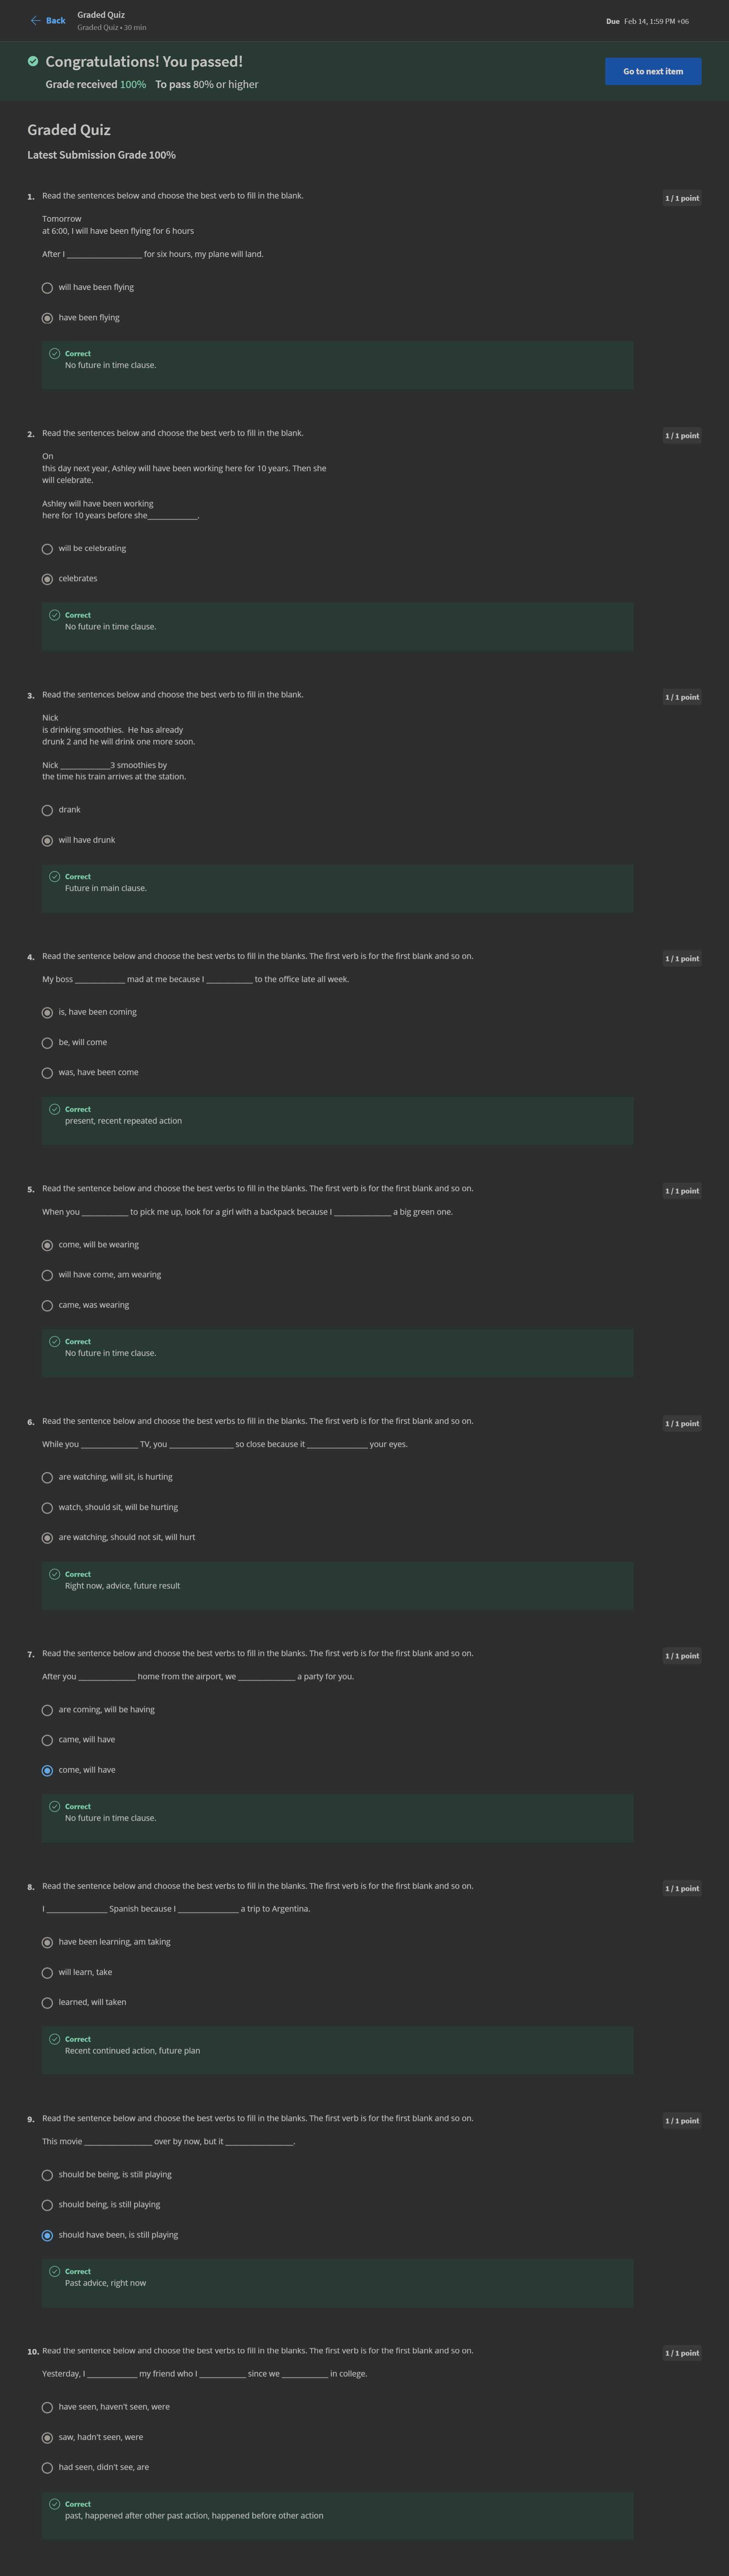 Back
Graded Quiz
Graded Quiz • 30 min
Due Feb 14, 1:59 PM +06
Congratulations! You passed!
Grade received 100% To pass 80% or higher
Go to next item
Graded Quiz
Latest Submission Grade 100%
1. Read the sentences below and choose the best verb to fill in the blank.
1 / 1 point
Tomorrow
at 6:00, I will have been flying for 6 hours
After I ____________________ for six hours, my plane will land.
will have been flying
have been flying
Correct
No future in time clause.
2. Read the sentences below and choose the best verb to fill in the blank.
1 / 1 point
On
this day next year, Ashley will have been working here for 10 years. Then she
will celebrate.
Ashley will have been working
here for 10 years before she_____________.
will be celebrating
celebrates
Correct
No future in time clause.
3. Read the sentences below and choose the best verb to fill in the blank.
1 / 1 point
Nick
is drinking smoothies.  He has already
drunk 2 and he will drink one more soon.
Nick _____________3 smoothies by
the time his train arrives at the station.
drank
will have drunk
Correct
Future in main clause.
4. Read the sentence below and choose the best verbs to fill in the blanks. The first verb is for the first blank and so on.
1 / 1 point
My boss _____________ mad at me because I ____________ to the office late all week.
is, have been coming
be, will come
was, have been come
Correct
present, recent repeated action
5. Read the sentence below and choose the best verbs to fill in the blanks. The first verb is for the first blank and so on.
1 / 1 point
When you ____________ to pick me up, look for a girl with a backpack because I _______________ a big green one.
come, will be wearing
will have come, am wearing
came, was wearing
Correct
No future in time clause.
6. Read the sentence below and choose the best verbs to fill in the blanks. The first verb is for the first blank and so on.
1 / 1 point
While you _______________ TV, you _________________ so close because it ________________ your eyes.
are watching, will sit, is hurting
watch, should sit, will be hurting
are watching, should not sit, will hurt
Correct
Right now, advice, future result
7. Read the sentence below and choose the best verbs to fill in the blanks. The first verb is for the first blank and so on.
1 / 1 point
After you _______________ home from the airport, we _______________ a party for you.
are coming, will be having
came, will have
come, will have
Correct
No future in time clause.
8. Read the sentence below and choose the best verbs to fill in the blanks. The first verb is for the first blank and so on.
1 / 1 point
I ________________ Spanish because I ________________ a trip to Argentina.
have been learning, am taking
will learn, take
learned, will taken
Correct
Recent continued action, future plan
9. Read the sentence below and choose the best verbs to fill in the blanks. The first verb is for the first blank and so on.
1 / 1 point
This movie __________________ over by now, but it __________________.
should be being, is still playing
should being, is still playing
should have been, is still playing
Correct
Past advice, right now
10. Read the sentence below and choose the best verbs to fill in the blanks. The first verb is for the first blank and so on.
1 / 1 point
Yesterday, I _____________ my friend who I ____________ since we ____________ in college.
have seen, haven't seen, were
saw, hadn't seen, were
had seen, didn't see, are
Correct
past, happened after other past action, happened before other action